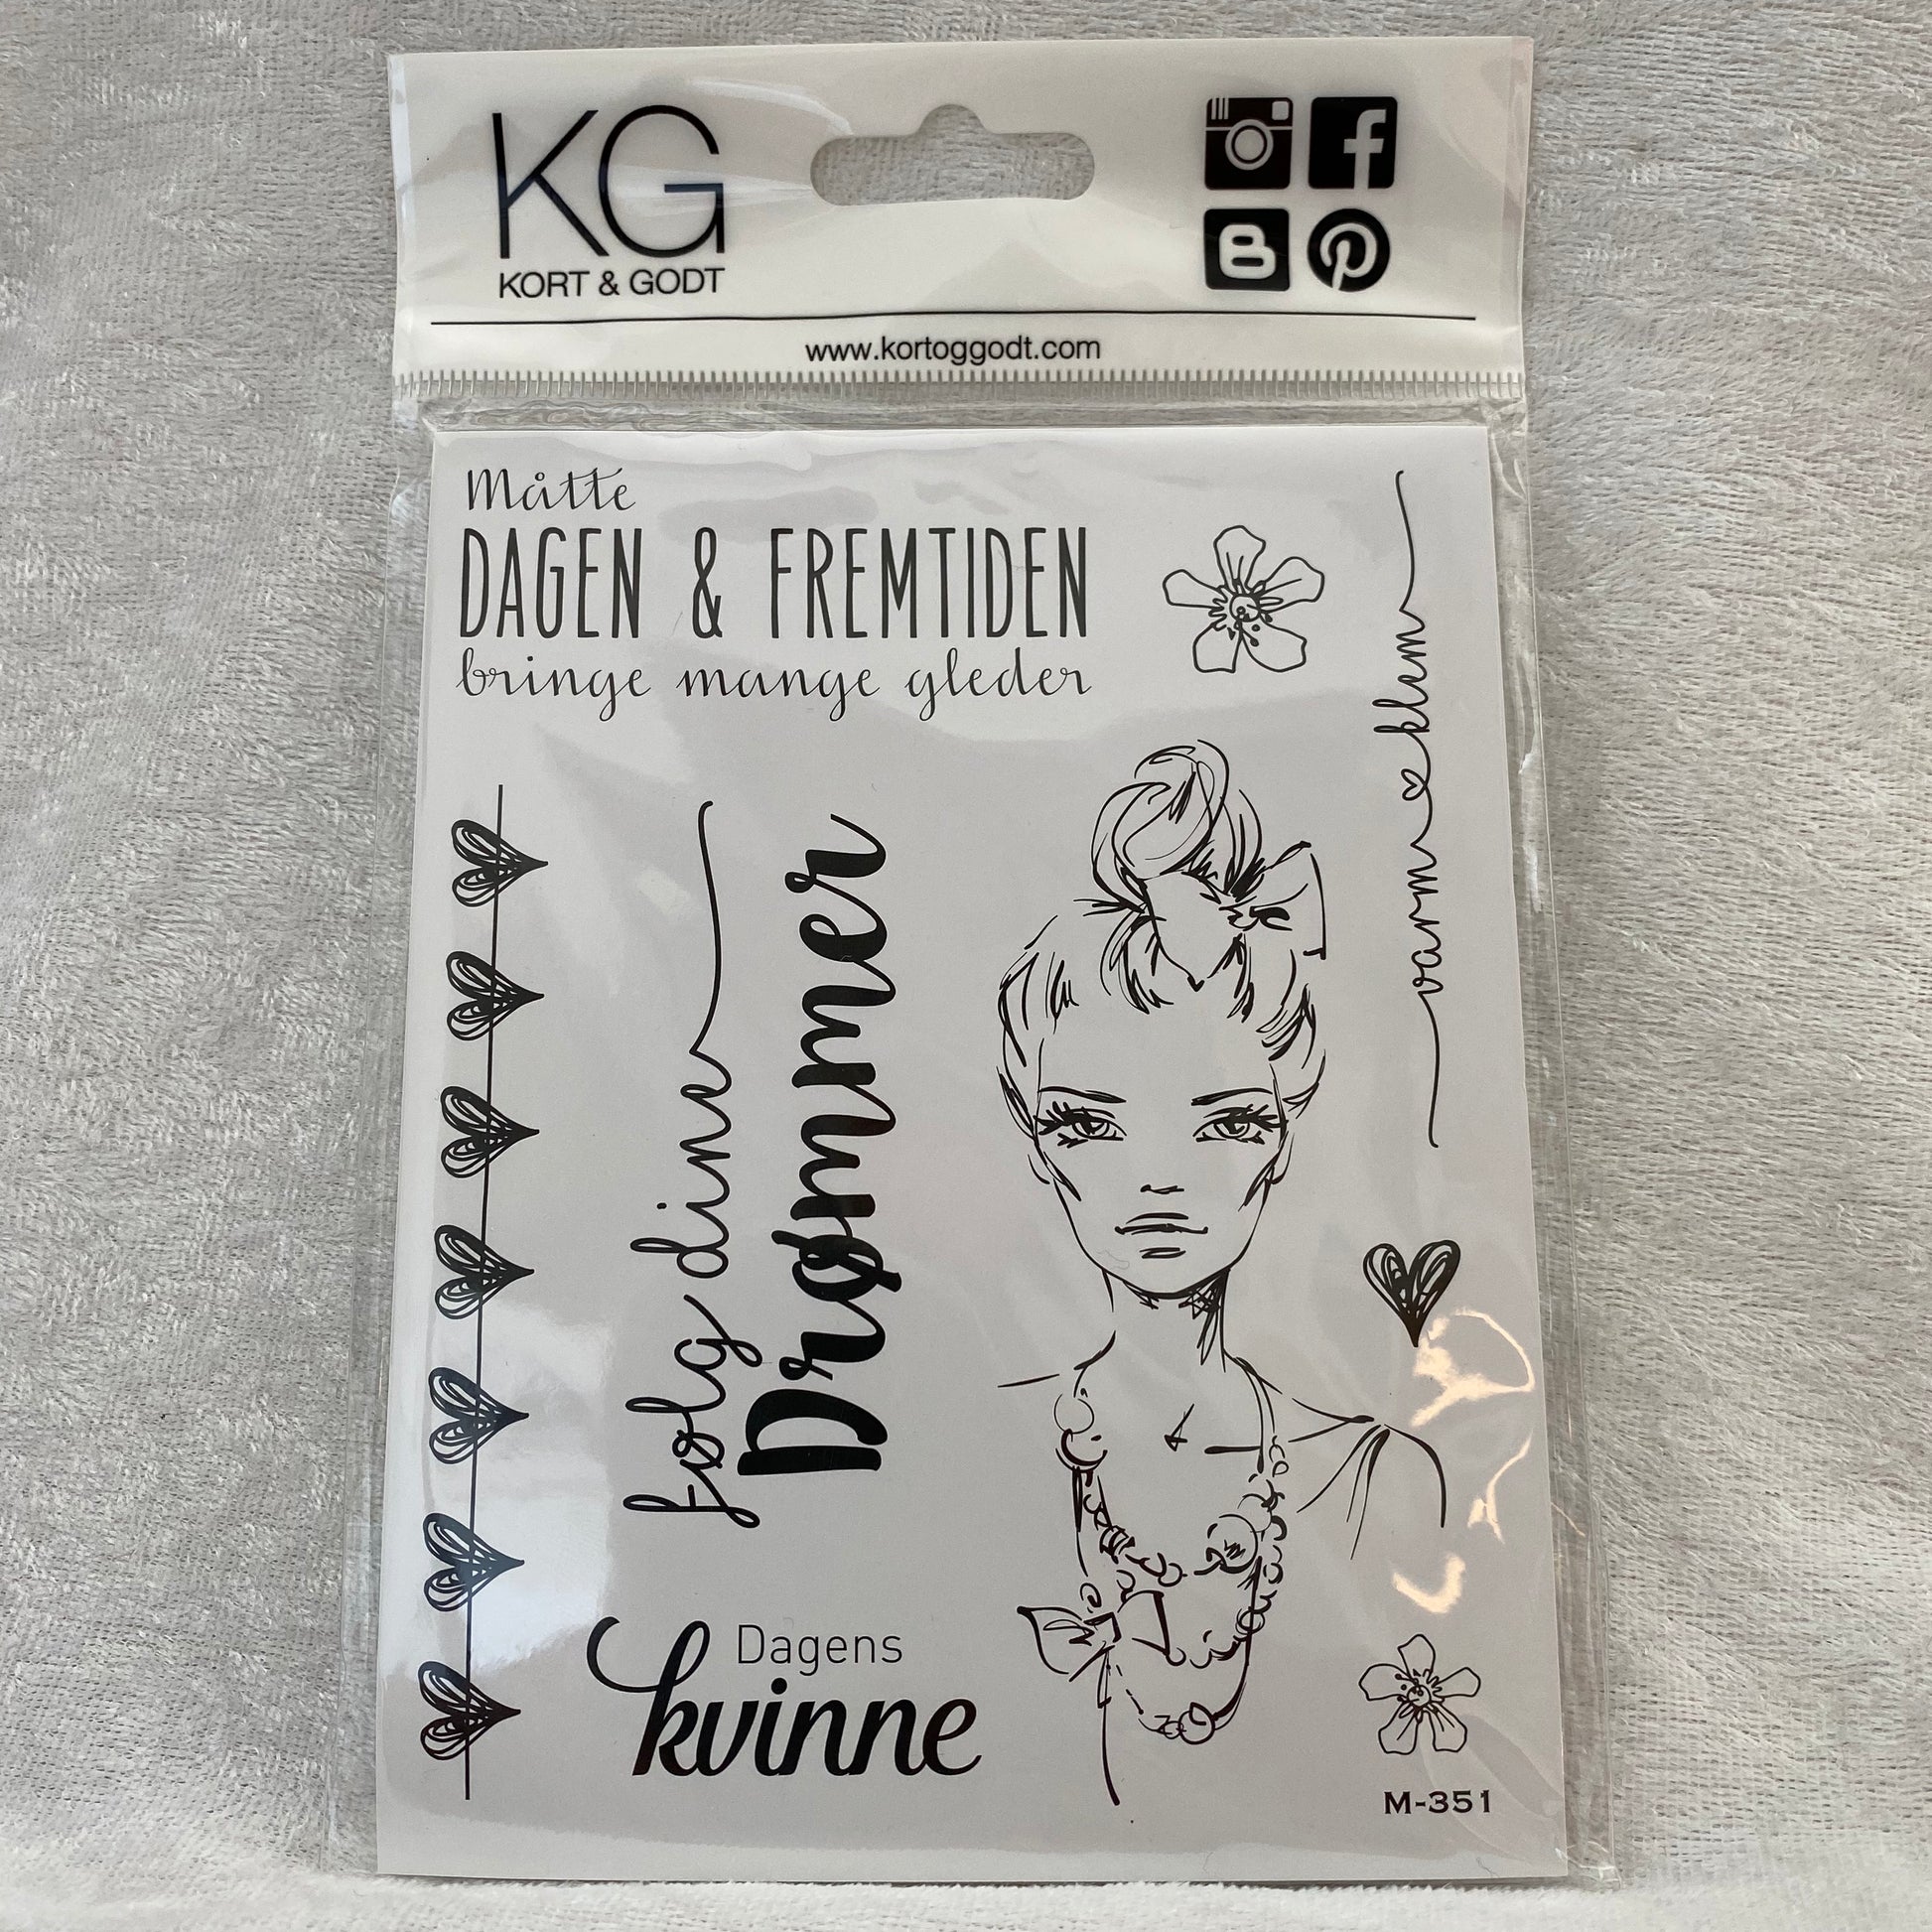 KG
KORT & GODT
www.kortoggodt.com
Måtte
DAGEN & FREMTIDEN
bringe mange gleder
varm klem
følg dine
Drømmer
Dagens
kvinne
M-351